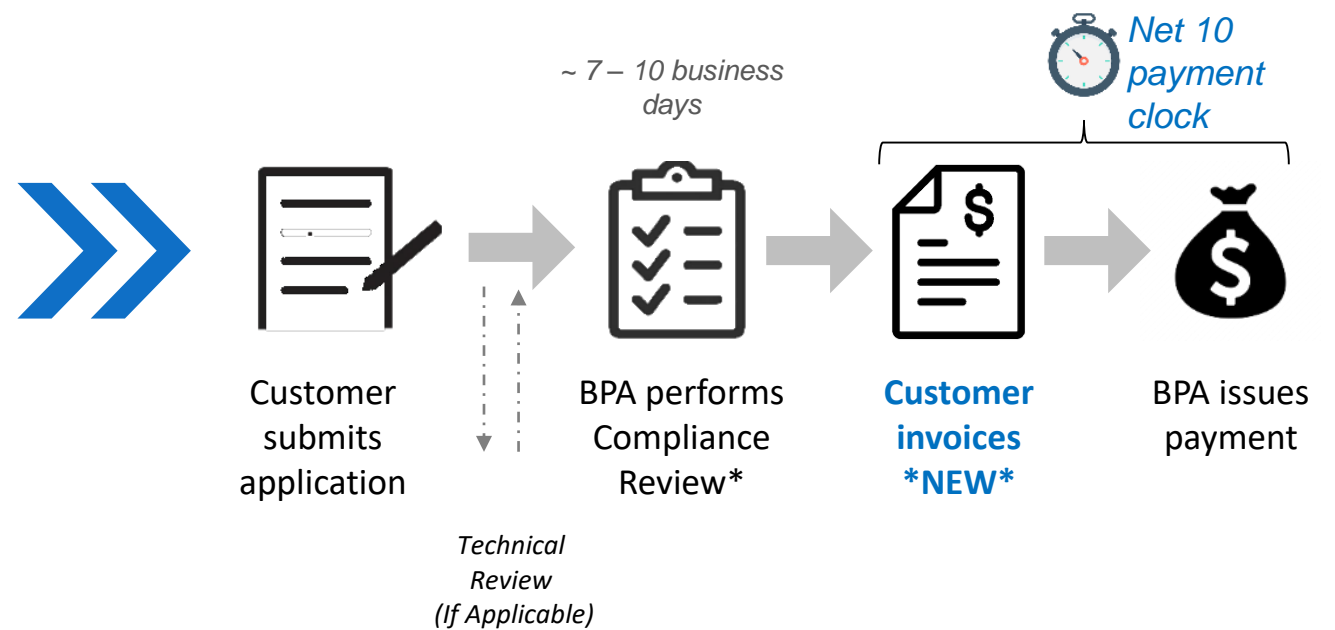 ~ 7 – 10 business
days
Net 10
payment
clock
$
$
Customer
submits
application
BPA performs
Compliance
Review*
Customer
invoices
*NEW*
BPA issues
payment
Technical
Review
(If Applicable)